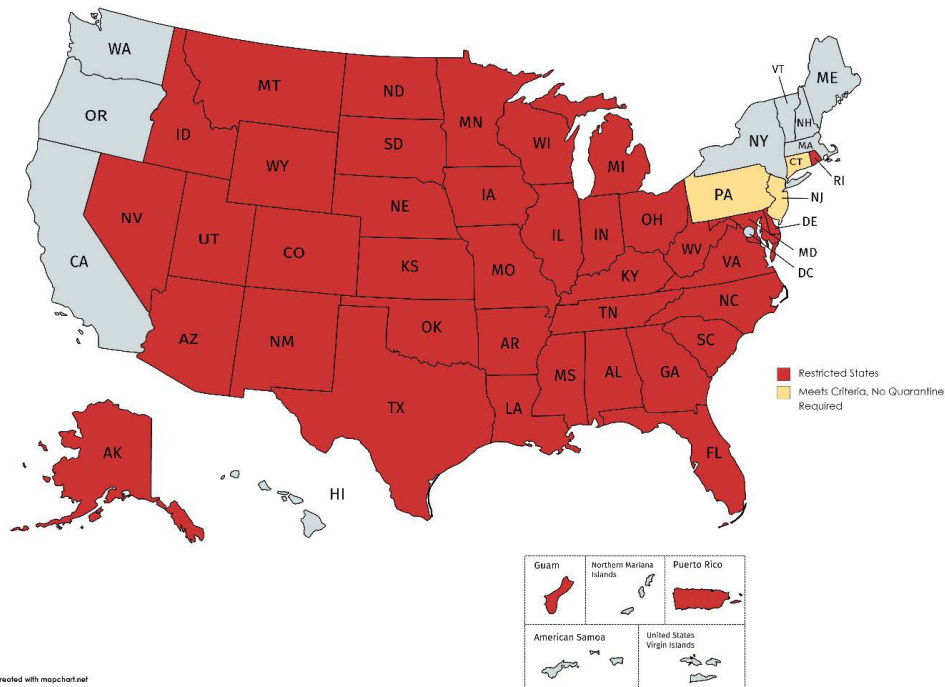 WA
OR
CA
ID
NV
MT
WY
UT
AZ
CO
NM
ND
SD
NE
KS
OK
TX
MN
IA
MO
AR
LA
WI
IL
MI
IN
OH
KY
TN
MS
AL
GA
FL
SC
NC
VA
WV
PA
NY
VT
NH
ME
MA
CT
RI
NJ
DE
MD
DC
AK
HI
Restricted States
Meets Criteria, No Quarantine
Required
Guam
Northern Mariana
Islands
Puerto Rico
American Samoa
United States
Virgin Islands
reated with mapchart.net